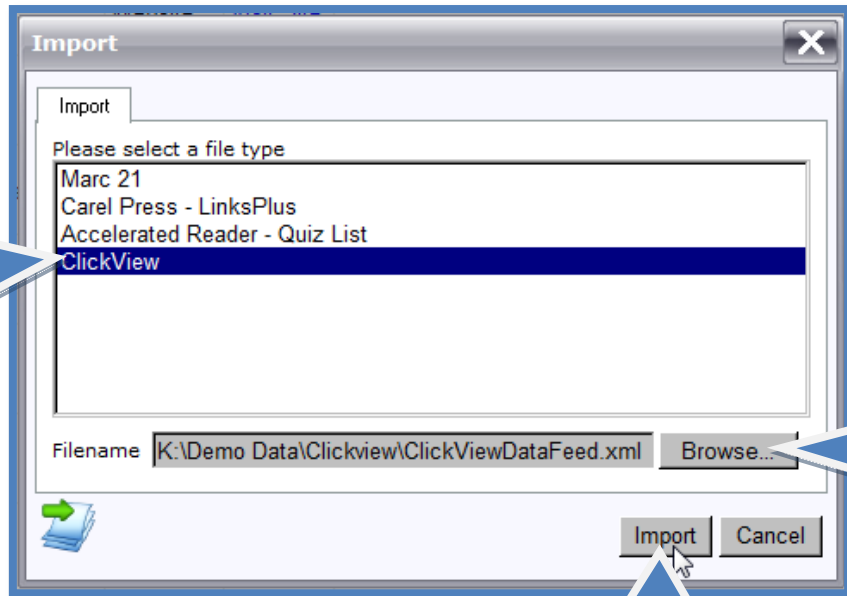 Import
Import
Please select a file type
Marc 21
Carel Press - LinksPlus
Accelerated Reader - Quiz List
ClickView
Filename K:\Demo Data\Clickview\ClickViewDataFeed.xml Browse...
Import Cancel